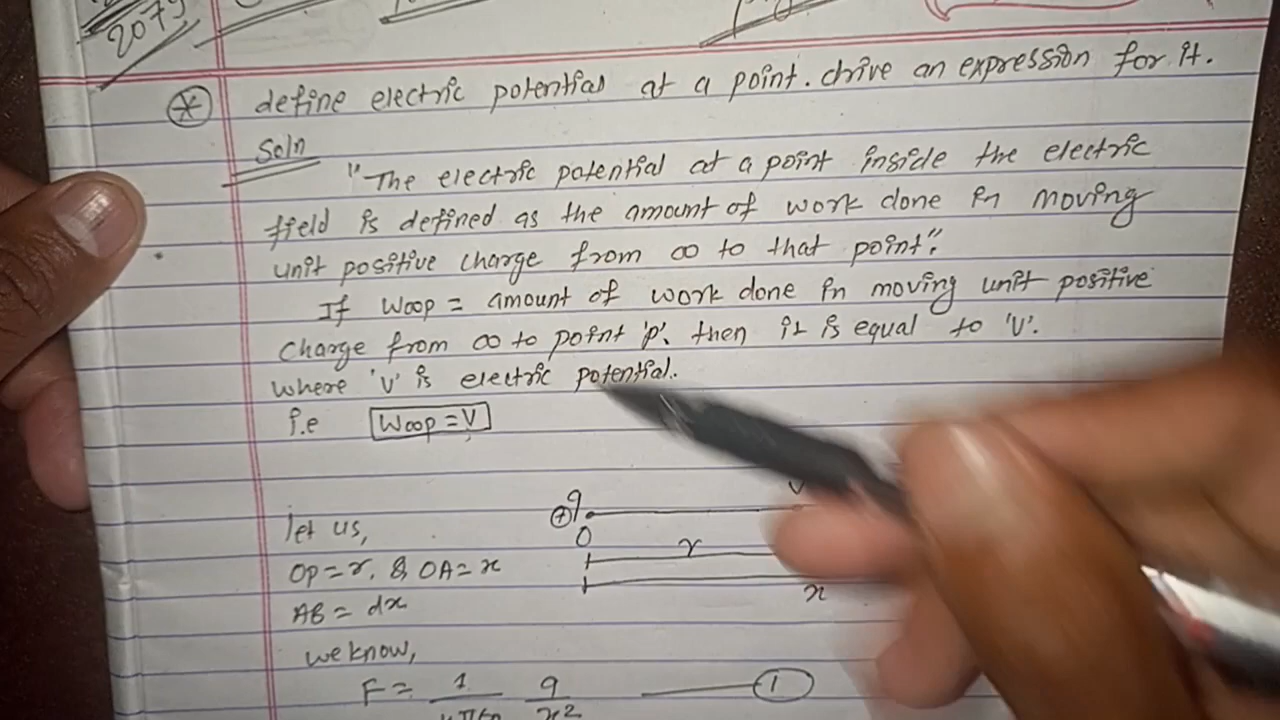 2079
define electric potential at a point. drive an expression for it.
Soln
"The electric potential at a point inside the electric
field is defined as the amount of work done in moving
unit positive charge from ∞ to that point".
If W∞p = amount of work done in moving unit positive
charge from ∞ to point 'p', then it is equal to 'V'.
where 'V' is electric potential.
i.e W∞p = V
let us,
OP = r, & OA = x
AB = dx
we know,
F = 1/4πε0 q/x2 1
+q
O
V
r
x